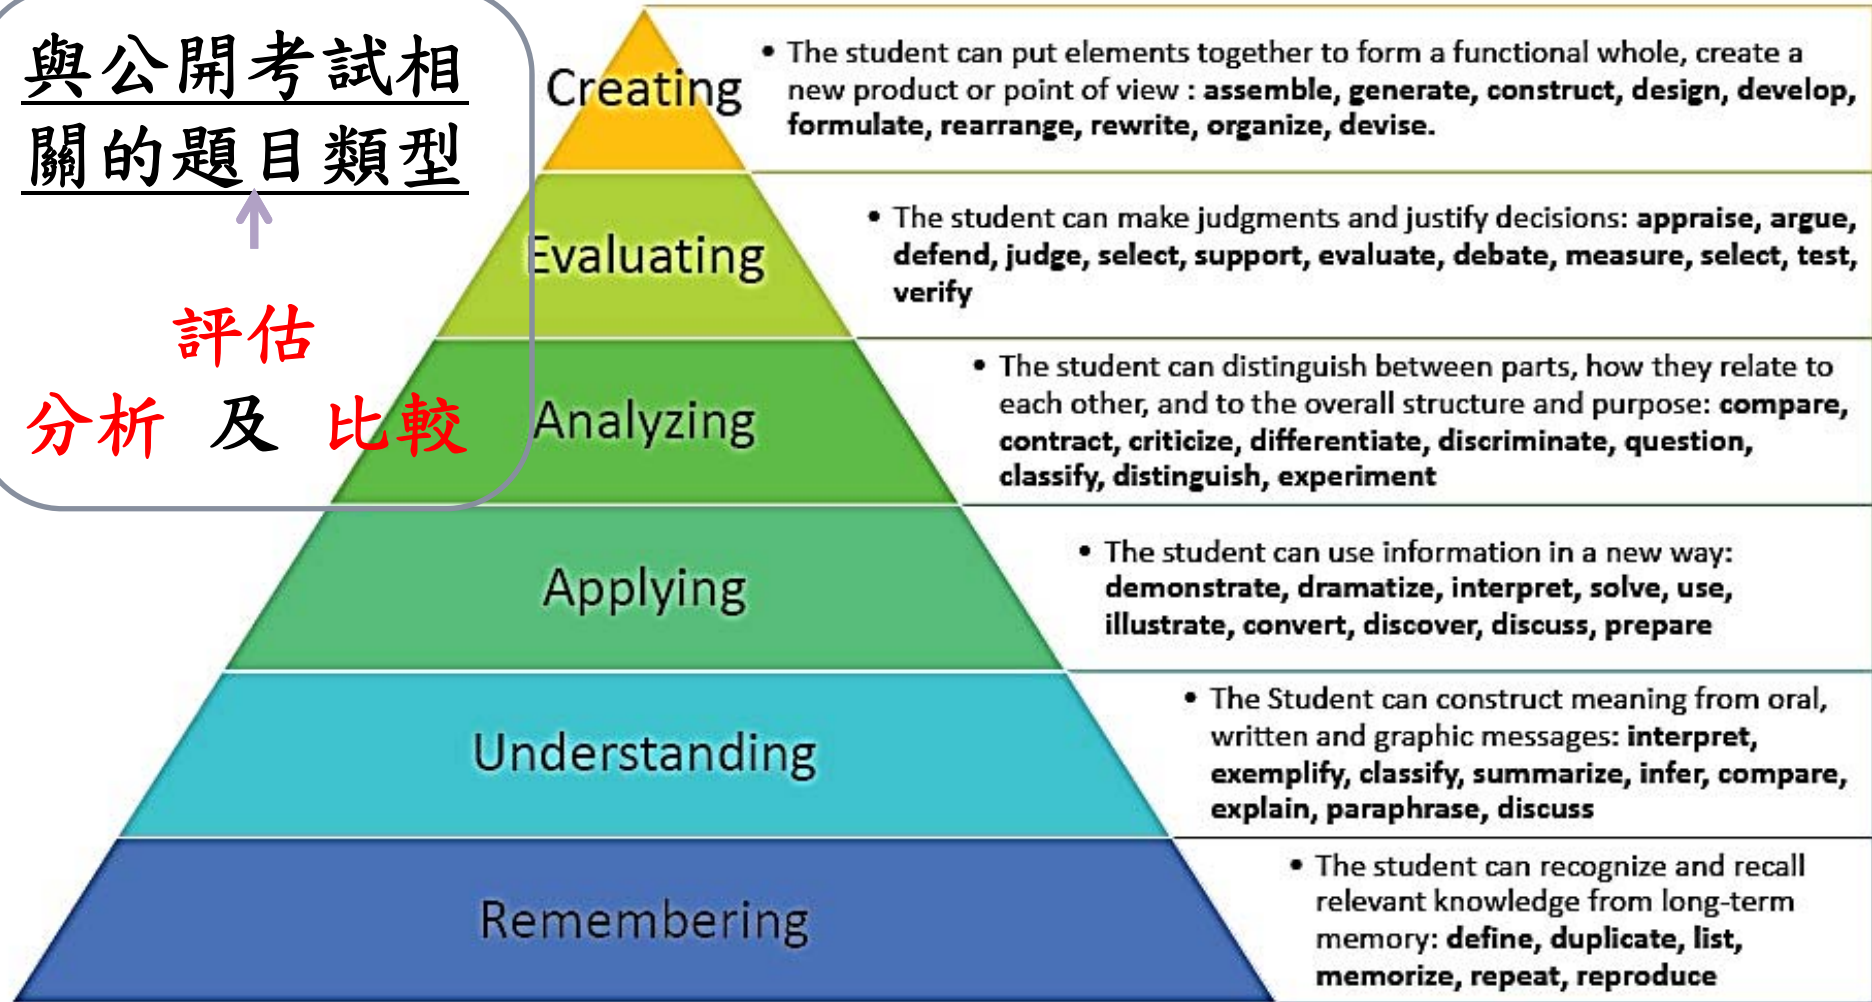 與公開考試相
關的題目類型
評估
分析 及 比較
Creating
• The student can put elements together to form a functional whole, create a
new product or point of view : assemble, generate, construct, design, develop,
formulate, rearrange, rewrite, organize, devise.
Evaluating
• The student can make judgments and justify decisions: appraise, argue,
defend, judge, select, support, evaluate, debate, measure, select, test,
verify
Analyzing
• The student can distinguish between parts, how they relate to
each other, and to the overall structure and purpose: compare,
contract, criticize, differentiate, discriminate, question,
classify, distinguish, experiment
Applying
• The student can use information in a new way:
demonstrate, dramatize, interpret, solve, use,
illustrate, convert, discover, discuss, prepare
Understanding
• The Student can construct meaning from oral,
written and graphic messages: interpret,
exemplify, classify, summarize, infer, compare,
explain, paraphrase, discuss
Remembering
• The student can recognize and recall
relevant knowledge from long-term
memory: define, duplicate, list,
memorize, repeat, reproduce